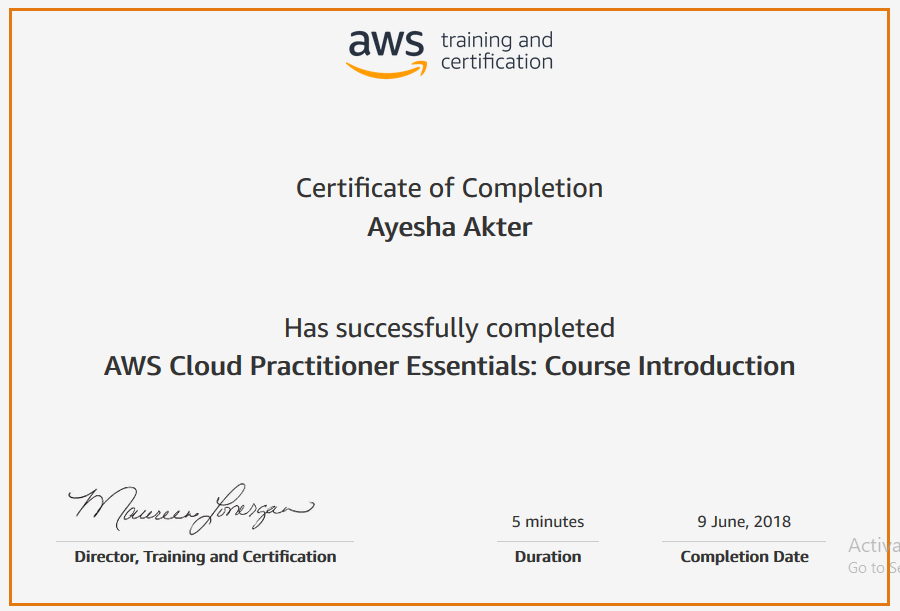 aws training and
certification
Certificate of Completion
Ayesha Akter
Has successfully completed
AWS Cloud Practitioner Essentials: Course Introduction
Maureen Lonergan
5 minutes
9 June, 2018
Director, Training and Certification
Duration
Completion Date
Activa
Go to Se